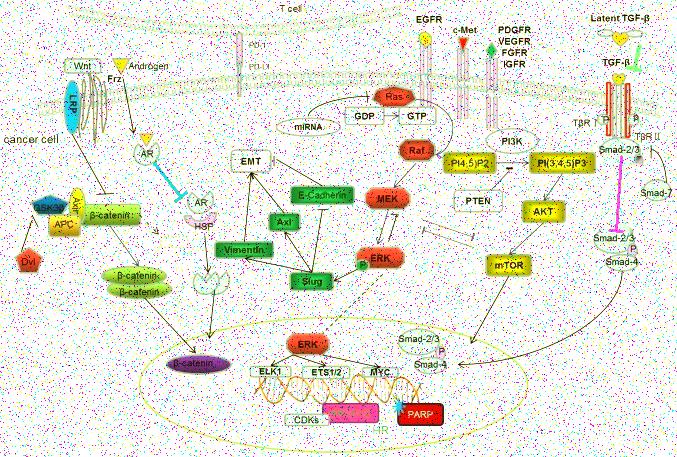 T cell
EGFR
c-Met
PDGFR
VEGFR
FGFR
IGFR
Latent TGF-β
TGF-β
Wnt
Frz
Androgen
PD-1
PD-L1
LRP
Ras
GDP
GTP
miRNA
TβR I
P
P
TβR II
cancer cell
AR
EMT
Raf
PI3K
PI(4,5)P2
PI(3,4,5)P3
Smad-2/3
Smad-7
GSK3β
Axin
APC
β-catenin
AR
HSP
E-Cadherin
MEK
PTEN
AKT
Axl
Vimentin
Smad-2/3
P
Smad-4
Dvl
β-catenin
β-catenin
Slug
ERK
P
mTOR
β-catenin
ERK
Smad-2/3
P
Smad-4
ELK1
ETS1/2
MYC
CDKs
PARP